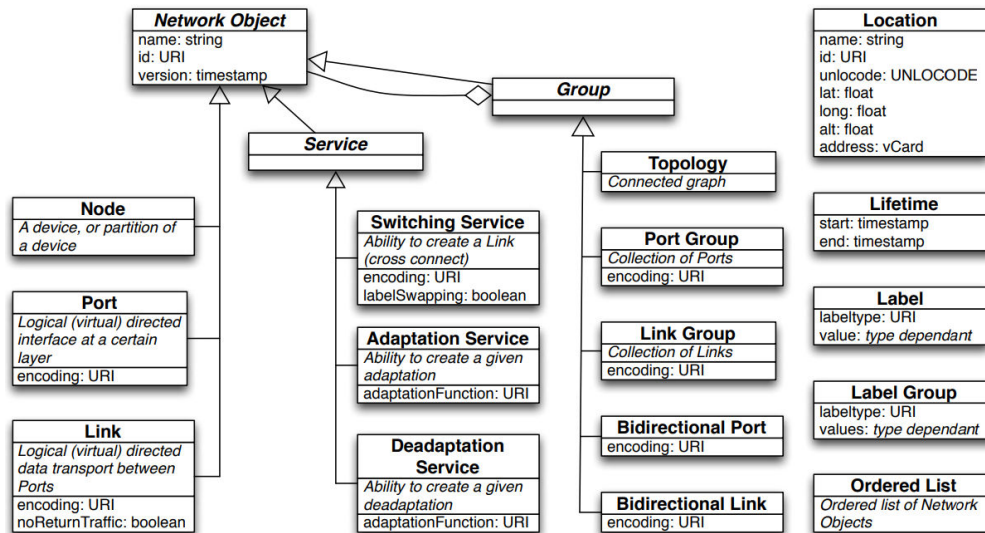 Network Object
name: string
id: URI
version: timestamp
Group
Service
Node
A device, or partition of
a device
Port
Logical (virtual) directed
interface at a certain
layer
encoding: URI
Link
Logical (virtual) directed
data transport between
Ports
encoding: URI
noReturnTraffic: boolean
Switching Service
Ability to create a Link
(cross connect)
encoding: URI
labelSwapping: boolean
Adaptation Service
Ability to create a given
adaptation
adaptationFunction: URI
Deadaptation
Service
Ability to create a given
deadaptation
adaptationFunction: URI
Topology
Connected graph
Port Group
Collection of Ports
encoding: URI
Link Group
Collection of Links
encoding: URI
Bidirectional Port
encoding: URI
Bidirectional Link
encoding: URI
Location
name: string
id: URI
unlocode: UNLOCODE
lat: float
long: float
alt: float
address: vCard
Lifetime
start: timestamp
end: timestamp
Label
labeltype: URI
value: type dependant
Label Group
labeltype: URI
values: type dependant
Ordered List
Ordered list of Network
Objects